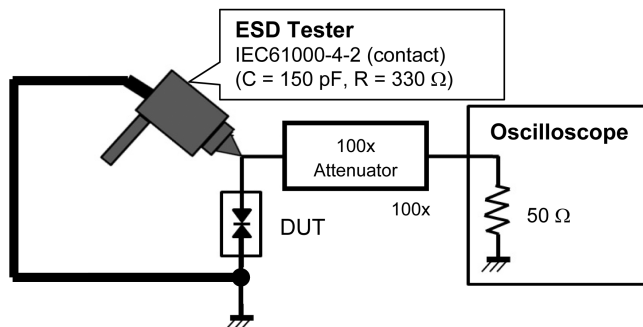 ESD Tester
IEC61000-4-2 (contact)
(C = 150 pF, R = 330 Ω)
100x
Attenuator
Oscilloscope
100x
50 Ω
DUT